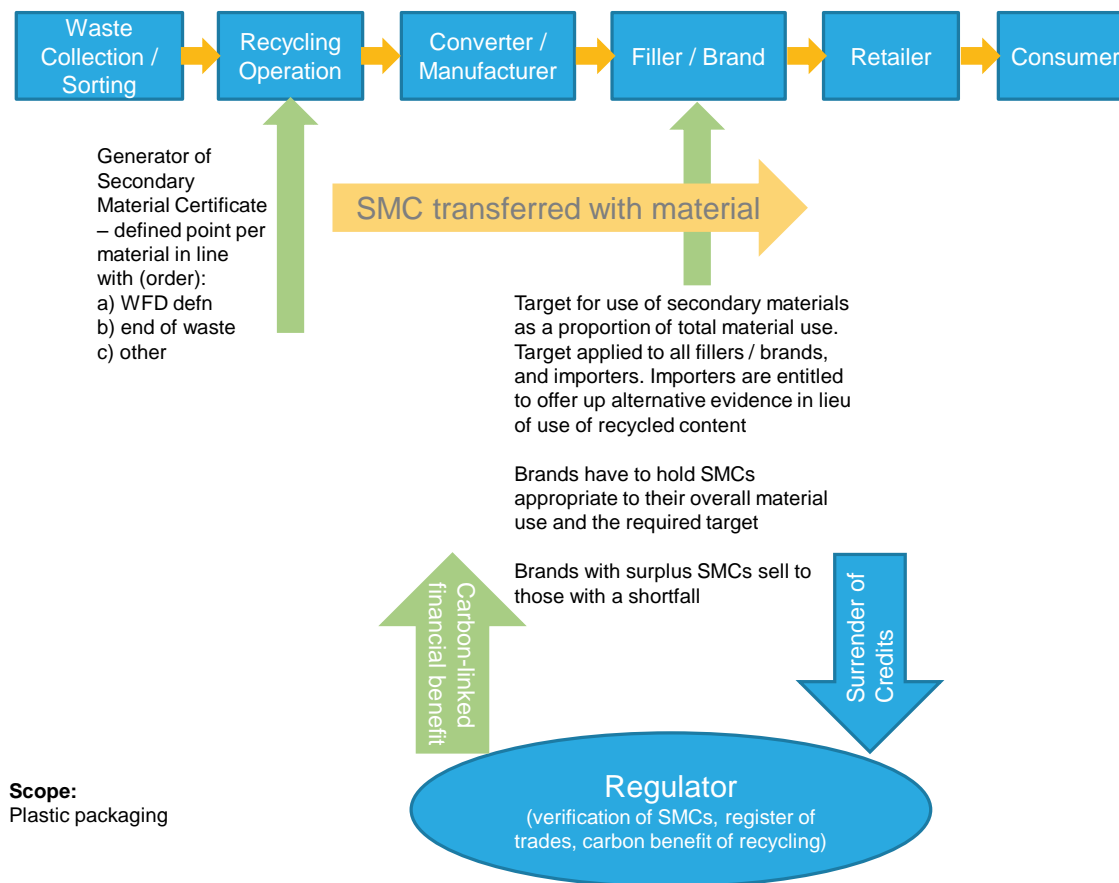 Waste
Collection /
Sorting
Recycling
Operation
Converter /
Manufacturer
Filler / Brand
Retailer
Consumer
Generator of
Secondary
Material Certificate
– defined point per
material in line
with (order):
a) WFD defn
b) end of waste
c) other
SMC transferred with material
Target for use of secondary materials
as a proportion of total material use.
Target applied to all fillers / brands,
and importers. Importers are entitled
to offer up alternative evidence in lieu
of use of recycled content
Brands have to hold SMCs
appropriate to their overall material
use and the required target
Brands with surplus SMCs sell to
those with a shortfall
Carbon-linked
financial benefit
Surrender of
Credits
Regulator
(verification of SMCs, register of
trades, carbon benefit of recycling)
Scope:
Plastic packaging